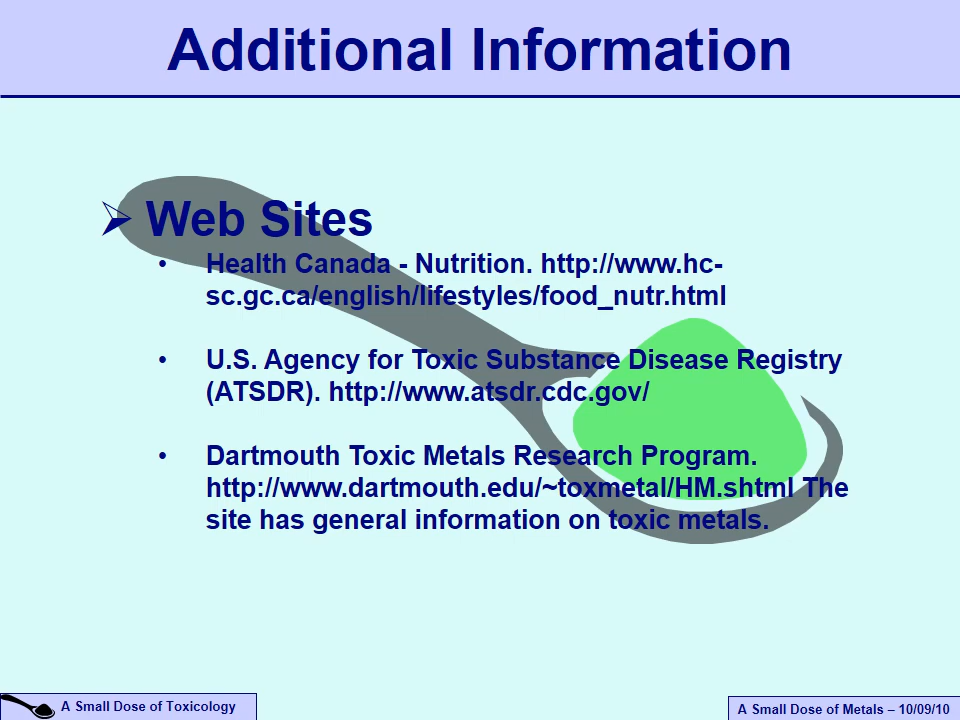 Additional Information
➢ Web Sites
• Health Canada - Nutrition. http://www.hc-
sc.gc.ca/english/lifestyles/food_nutr.html
• U.S. Agency for Toxic Substance Disease Registry
(ATSDR). http://www.atsdr.cdc.gov/
• Dartmouth Toxic Metals Research Program.
http://www.dartmouth.edu/~toxmetal/HM.shtml The
site has general information on toxic metals.
A Small Dose of Toxicology
A Small Dose of Metals – 10/09/10